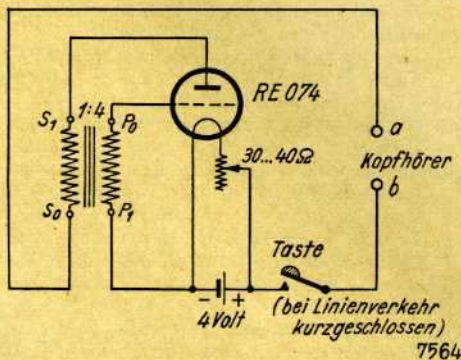 RE 074
S₁ 1:4 P₀
a
30...40Ω
Kopfhörer
b
S₀ P₁
Taste
- +
4 Volt
(bei Linienverkehr
kurzgeschlossen)
7564